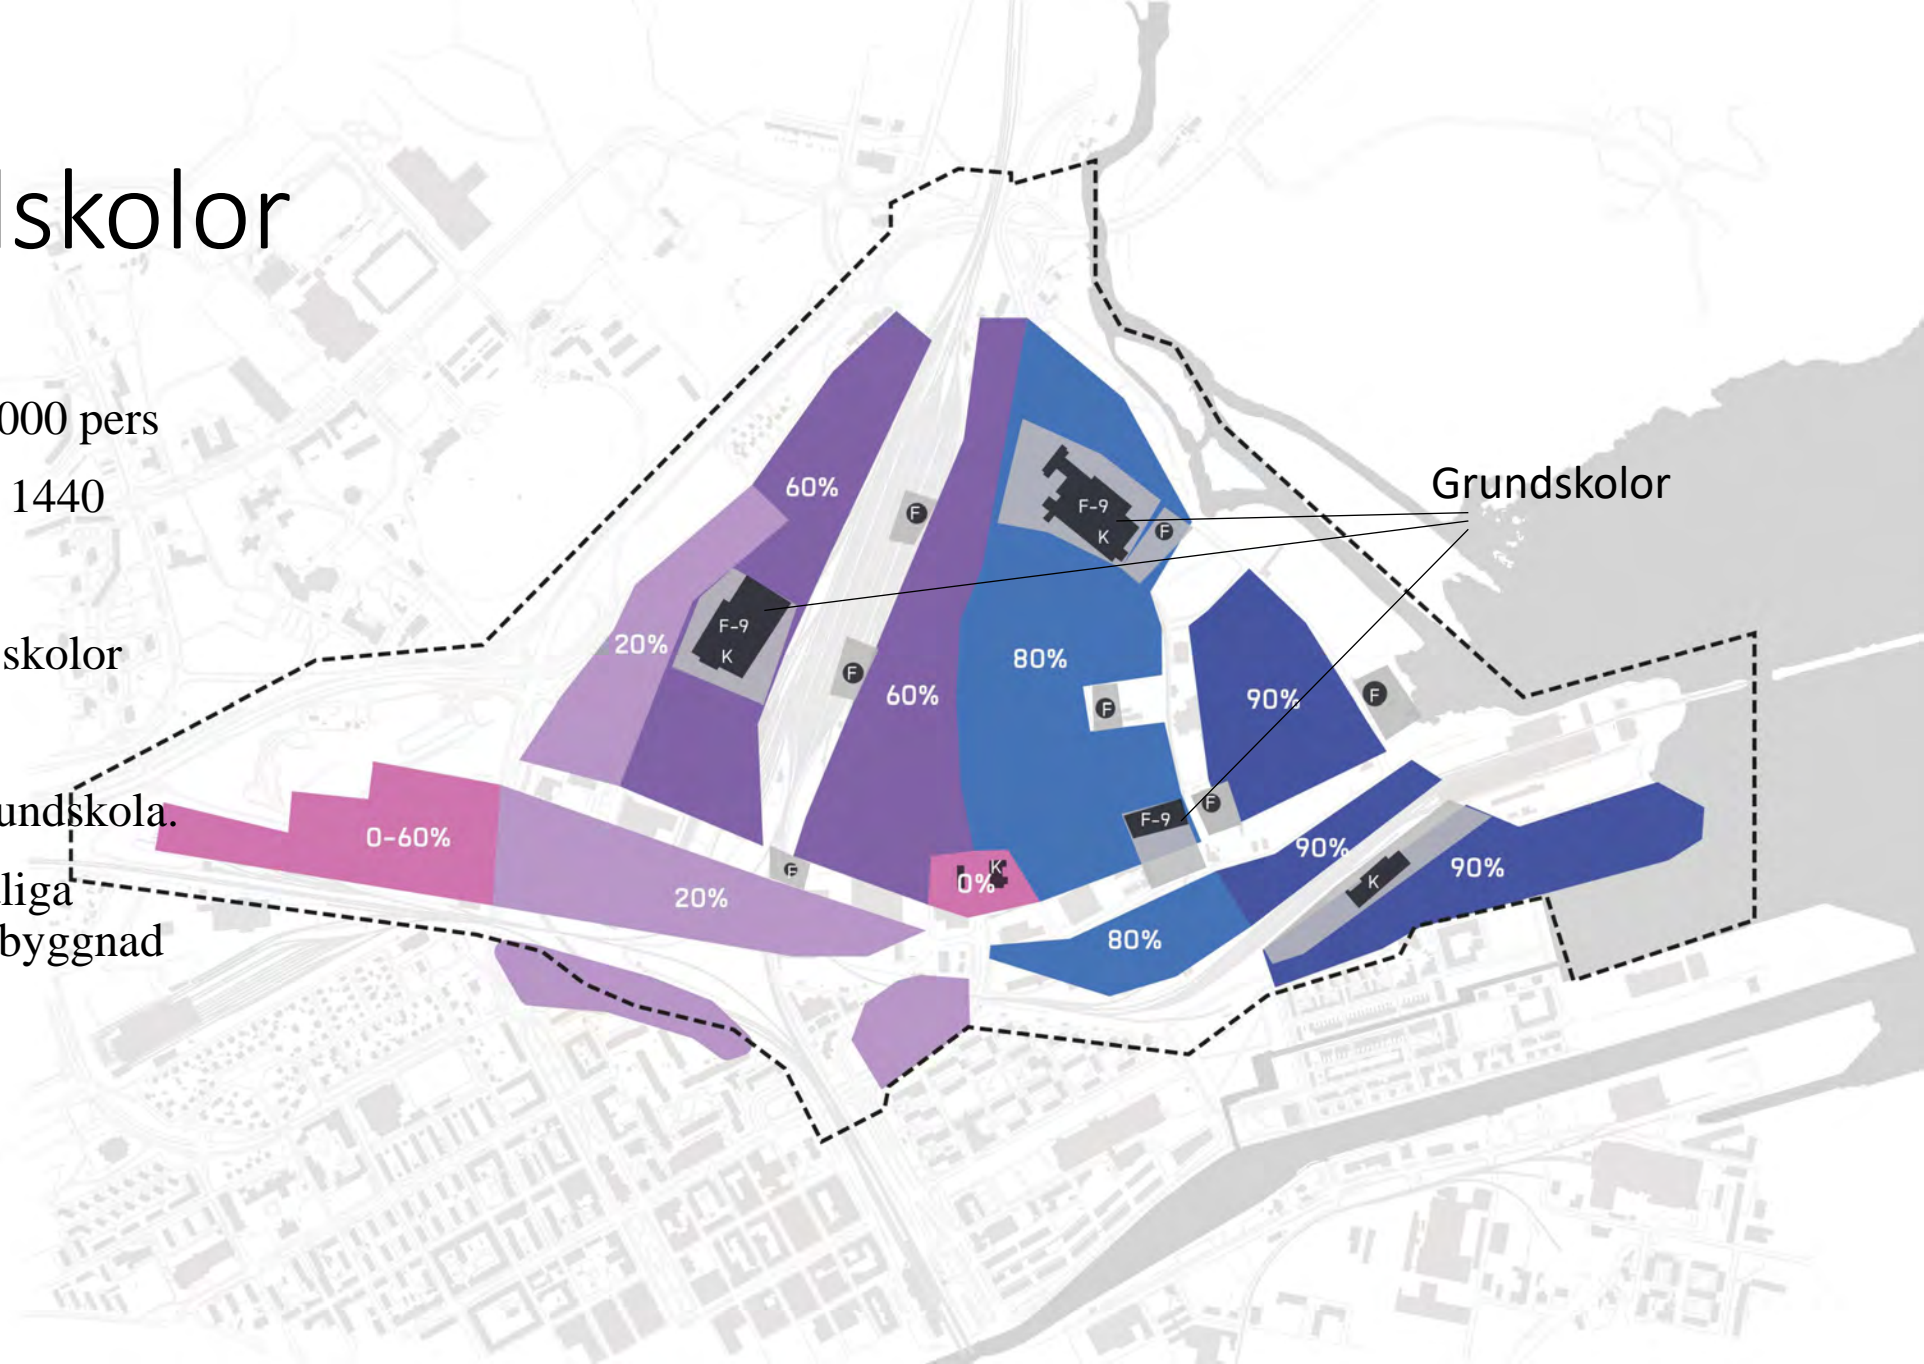 lskolor
000 pers
1440
skolor
undskola.
liga
byggnad
Grundskolor
60%
F
F-9
K
F
20%
F-9
K
F
60%
80%
F
90%
F
F-9
F
0-60%
20%
F
0%
K
80%
90%
K
90%